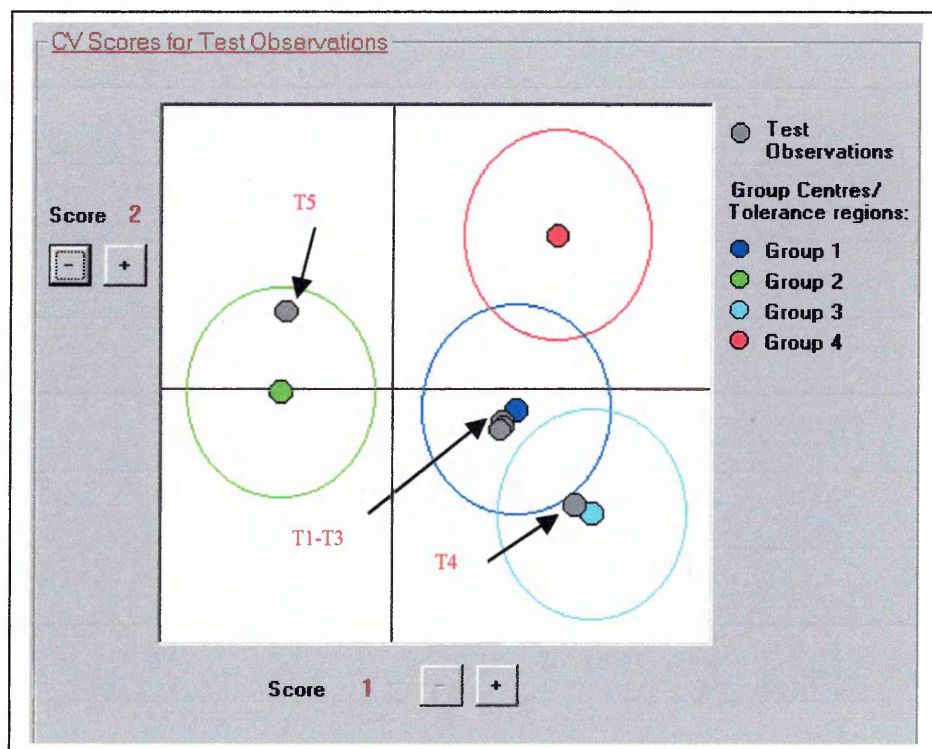 CV Scores for Test Observations
T5
Score 2
- +
T1-T3
T4
Test
Observations
Group Centres/
Tolerance regions:
Group 1
Group 2
Group 3
Group 4
Score 1
- +